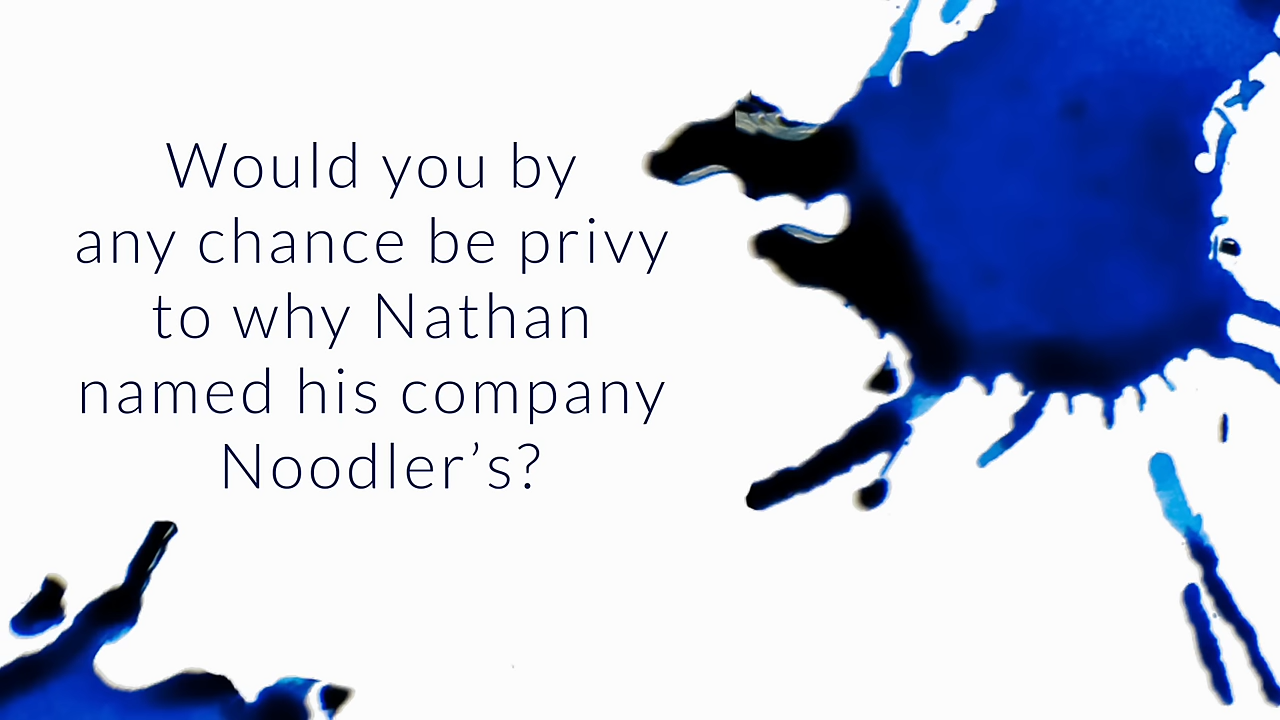 Would you by
any chance be privy
to why Nathan
named his company
Noodler’s?